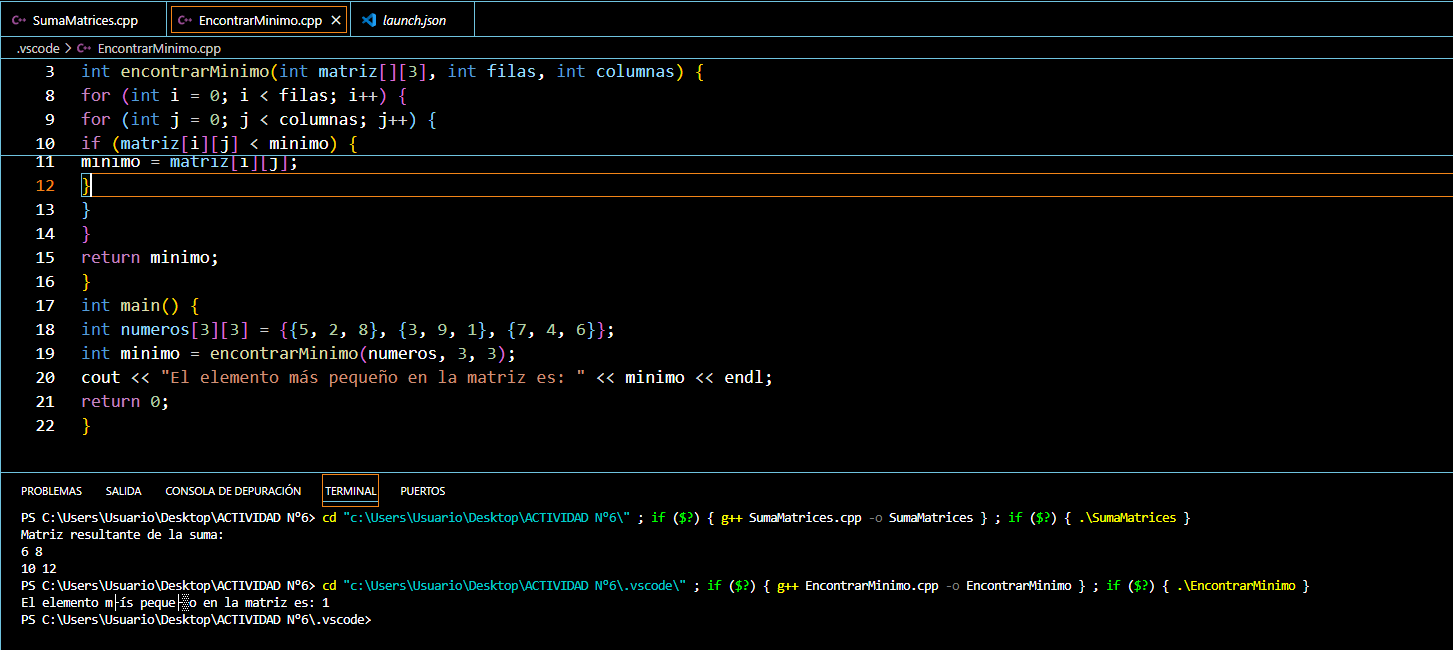 C++ SumaMatrices.cpp
C++ EncontrarMinimo.cpp ×
launch.json
.vscode > C++ EncontrarMinimo.cpp
3 int encontrarMinimo(int matriz[][3], int filas, int columnas) {
8 for (int i = 0; i < filas; i++) {
9 for (int j = 0; j < columnas; j++) {
10 if (matriz[i][j] < minimo) {
11 minimo = matriz[i][j];
12 }
13 }
14 }
15 return minimo;
16 }
17 int main() {
18 int numeros[3][3] = {{5, 2, 8}, {3, 9, 1}, {7, 4, 6}};
19 int minimo = encontrarMinimo(numeros, 3, 3);
20 cout << "El elemento más pequeño en la matriz es: " << minimo << endl;
21 return 0;
22 }
PROBLEMAS SALIDA CONSOLA DE DEPURACIÓN TERMINAL PUERTOS
PS C:\Users\Usuario\Desktop\ACTIVIDAD Nº6> cd "c:\Users\Usuario\Desktop\ACTIVIDAD Nº6\" ; if ($?) { g++ SumaMatrices.cpp -o SumaMatrices } ; if ($?) { .\SumaMatrices }
Matriz resultante de la suma:
6 8
10 12
PS C:\Users\Usuario\Desktop\ACTIVIDAD Nº6> cd "c:\Users\Usuario\Desktop\ACTIVIDAD Nº6\.vscode\" ; if ($?) { g++ EncontrarMinimo.cpp -o EncontrarMinimo } ; if ($?) { .\EncontrarMinimo }
El elemento m├ís peque├▒o en la matriz es: 1
PS C:\Users\Usuario\Desktop\ACTIVIDAD Nº6\.vscode>